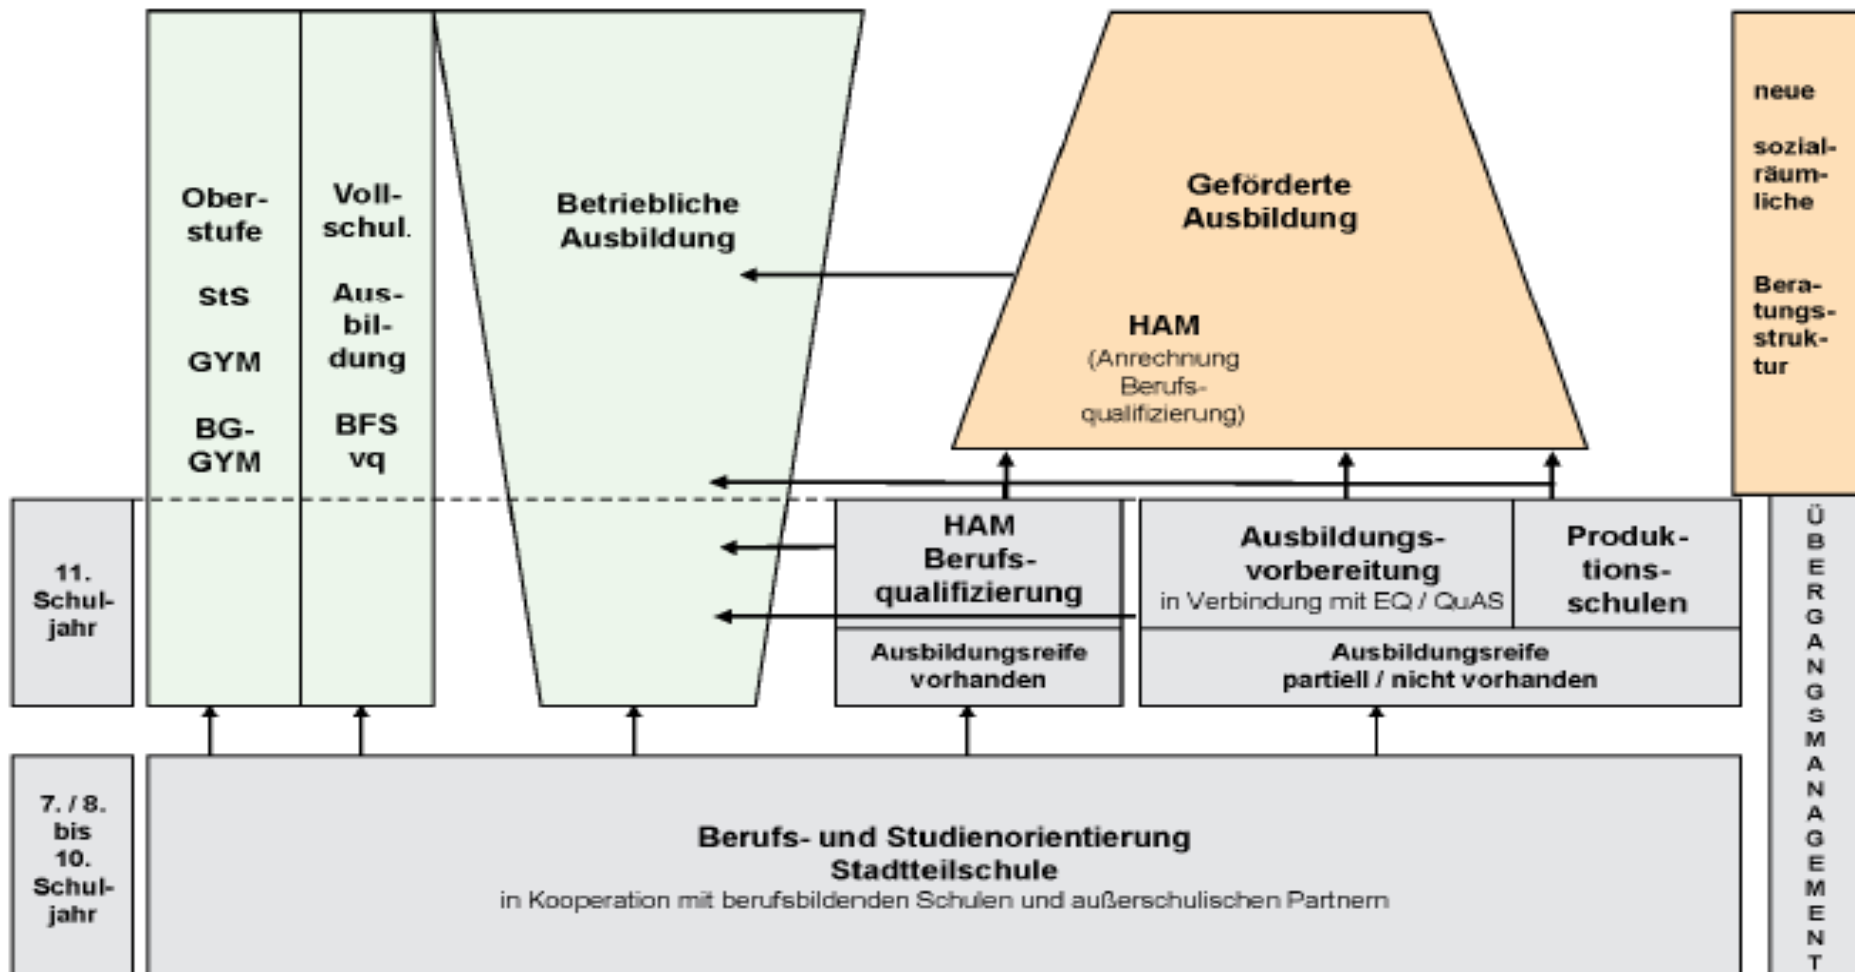 Ober-
stufe
StS
GYM
BG-
GYM
Voll-
schul.
Aus-
bil-
dung
BFS
vq
Betriebliche
Ausbildung
Geförderte
Ausbildung
HAM
(Anrechnung
Berufs-
qualifizierung)
neue
sozial-
räum-
liche
Bera-
tungs-
struk-
tur
11.
Schul-
jahr
HAM
Berufs-
qualifizierung
Ausbildungsreife
vorhanden
Ausbildungs-
vorbereitung
in Verbindung mit EQ / QuAS
Produk-
tions-
schulen
Ausbildungsreife
partiell / nicht vorhanden
7. / 8.
bis
10.
Schul-
jahr
Berufs- und Studienorientierung
Stadtteilschule
in Kooperation mit berufsbildenden Schulen und außerschulischen Partnern
ÜBERGANGSMANAGEMENT